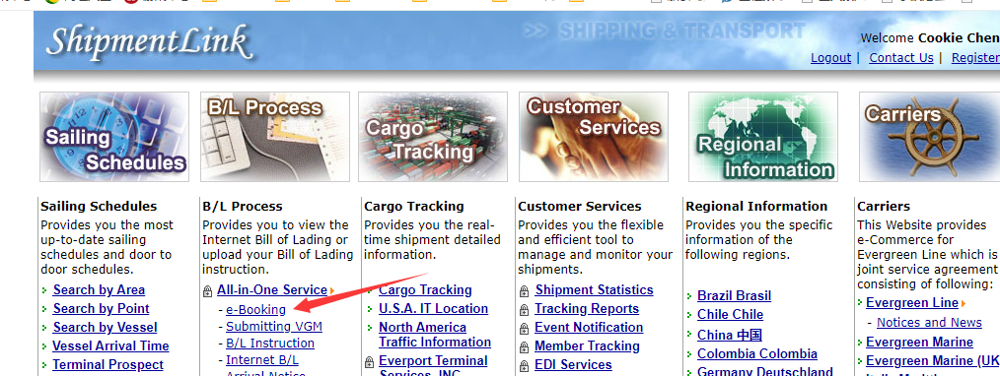 ShipmentLink
>> SHIPPING & TRANSPORT
Welcome Cookie Chen
Logout | Contact Us | Register
Sailing
Schedules
B/L Process
Cargo
Tracking
Customer
Services
Regional
Information
Carriers
Sailing Schedules
Provides you the most
up-to-date sailing
schedules and door to
door schedules.
Search by Area
Search by Point
Search by Vessel
Vessel Arrival Time
Terminal Prospect
B/L Process
Provides you to view the
Internet Bill of Lading or
upload your Bill of Lading
instruction.
All-in-One Service
- e-Booking
- Submitting VGM
- B/L Instruction
- Internet B/L
Arrival Notice
Cargo Tracking
Provides you the real-
time shipment detailed
information.
Cargo Tracking
U.S.A. IT Location
North America
Traffic Information
Everport Terminal
Services, INC.
Customer Services
Provides you the flexible
and efficient tool to
manage and monitor your
shipments.
Shipment Statistics
Tracking Reports
Event Notification
Member Tracking
EDI Services
Regional Information
Provides you the specific
information of the
following regions.
Brazil Brasil
Chile Chile
China 中国
Colombia Colombia
Germany Deutschland
Carriers
This Website provides
e-Commerce for
Evergreen Line which is
joint service agreement
consisting of following:
Evergreen Line
- Notices and News
Evergreen Marine
Evergreen Marine (UK